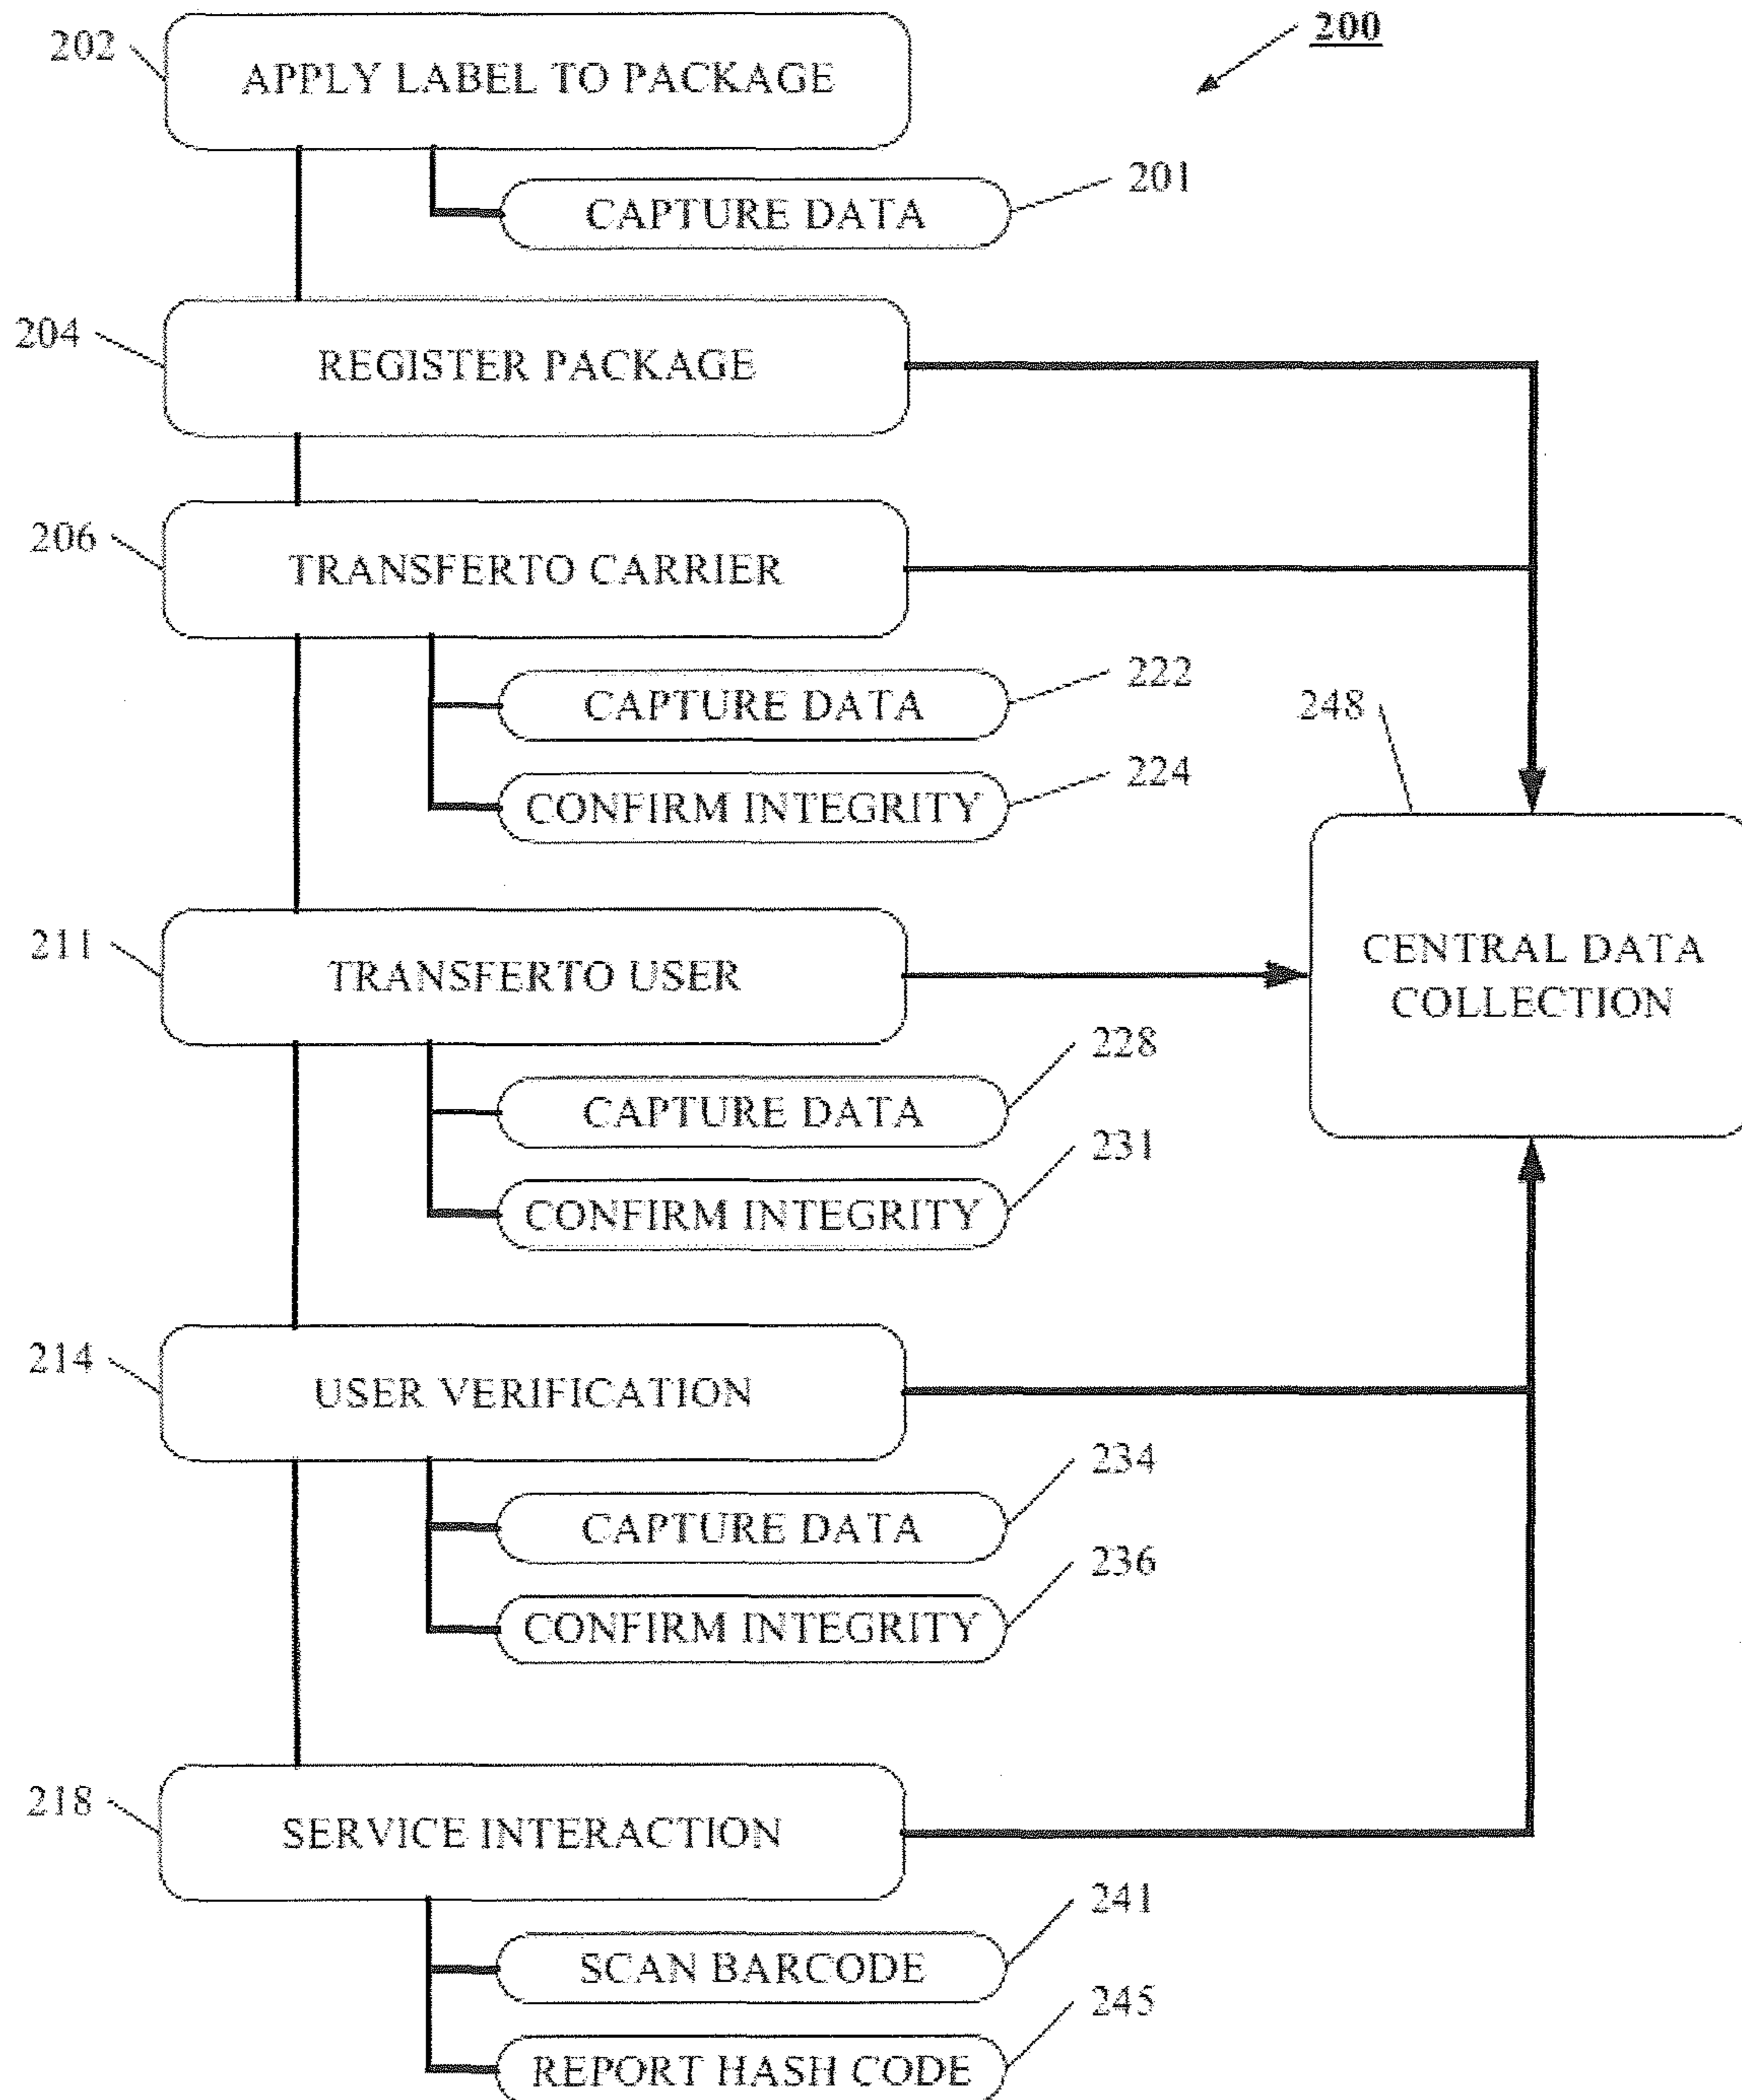 200
202
APPLY LABEL TO PACKAGE
201
CAPTURE DATA
204
REGISTER PACKAGE
206
TRANSFERTO CARRIER
222
CAPTURE DATA
248
224
CONFIRM INTEGRITY
211
TRANSFERTO USER
CENTRAL DATA
COLLECTION
228
CAPTURE DATA
231
CONFIRM INTEGRITY
214
USER VERIFICATION
234
CAPTURE DATA
236
CONFIRM INTEGRITY
218
SERVICE INTERACTION
241
SCAN BARCODE
245
REPORT HASH CODE